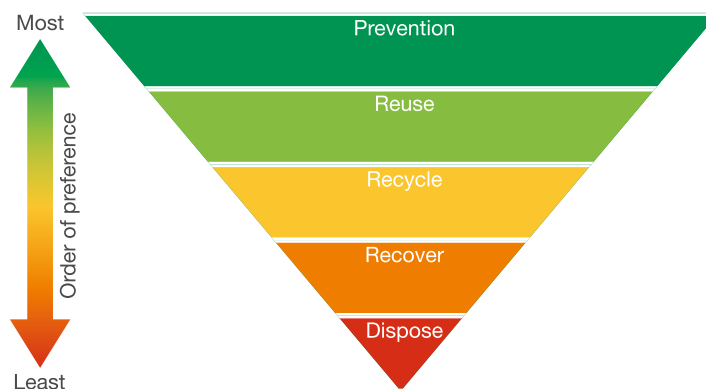 Most
Order of preference
Least
Prevention
Reuse
Recycle
Recover
Dispose